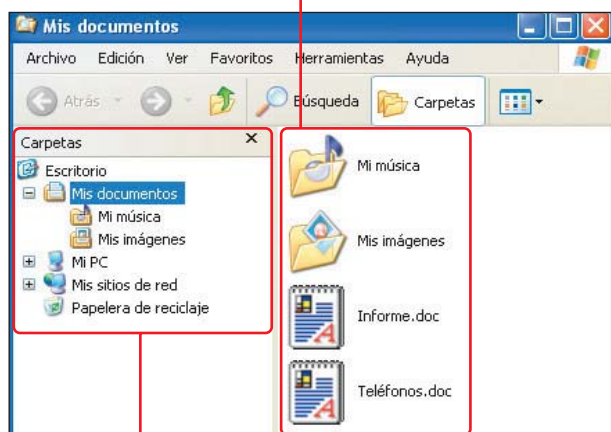 Mis documentos
Archivo Edición Ver Favoritos Herramientas Ayuda
Atrás Búsqueda Carpetas
Carpetas
Escritorio
Mis documentos
Mi música
Mis imágenes
Mi PC
Mis sitios de red
Papelera de reciclaje
Mi música
Mis imágenes
Informe.doc
Teléfonos.doc